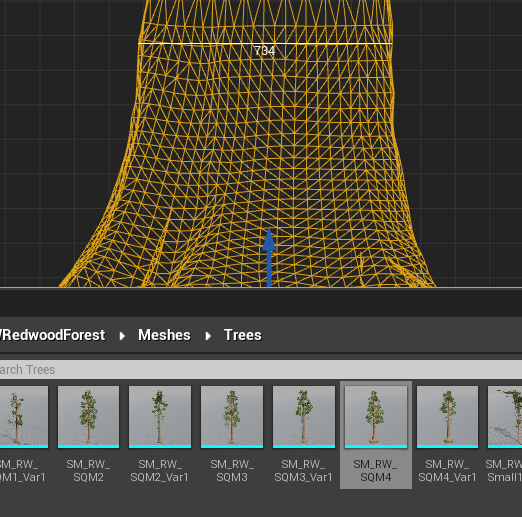 734
/RedwoodForest ▸ Meshes ▸ Trees
arch Trees
SM_RW_ SM_RW_ SM_RW_ SM_RW_ SM_RW_ SM_RW_ SM_RW_ SM_RW_
QM1_Var1 SQM2 SQM2_Var1 SQM3 SQM3_Var1 SQM4 SQM4_Var1 Small1